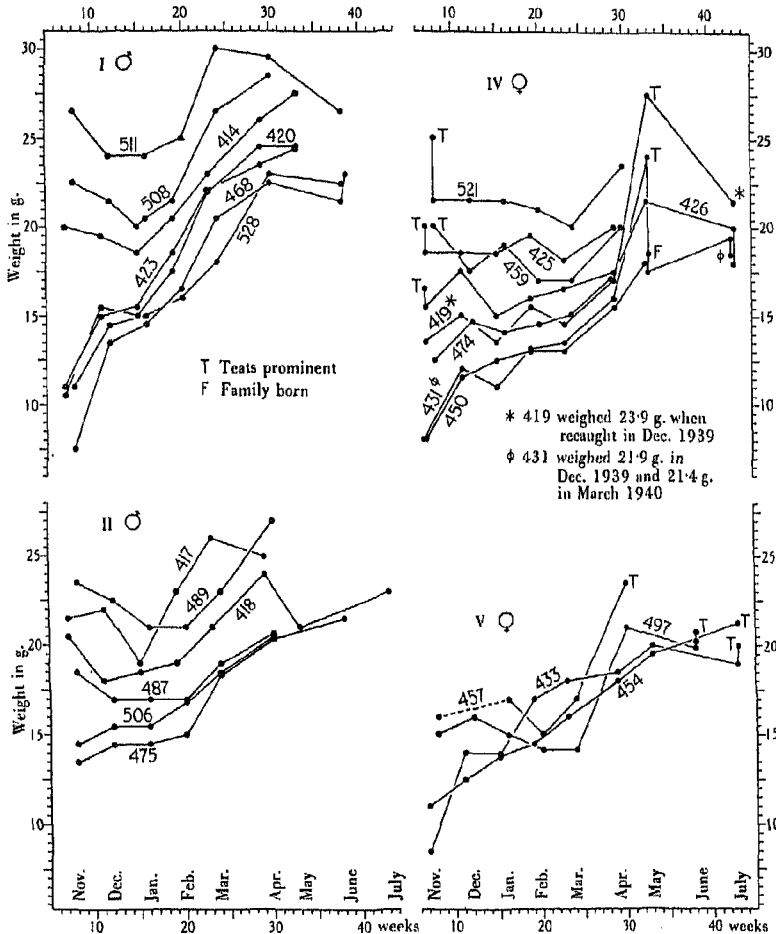 10 20 30 40
10 20 30 40
30
25
20
15
10
Weight in g.
I ♂
511
508
414
420
423
468
528
T Teats prominent
F Family born
IV ♀
T
T
T
T T
T
F
521
425
459
426
419*
474
431ϕ
450
*
ϕ
* 419 weighed 23·9 g. when
recaught in Dec. 1939
ϕ 431 weighed 21·9 g. in
Dec. 1939 and 21·4 g.
in March 1940
30
25
20
15
10
II ♂
25
20
15
10
Weight in g.
417
489
418
487
506
475
V ♀
T
T
T
497
433
457
454
25
20
15
10
Nov. Dec. Jan. Feb. Mar. Apr. May June July
Nov. Dec. Jan. Feb. Mar. Apr. May June July
10 20 30 40 weeks
10 20 30 40 weeks